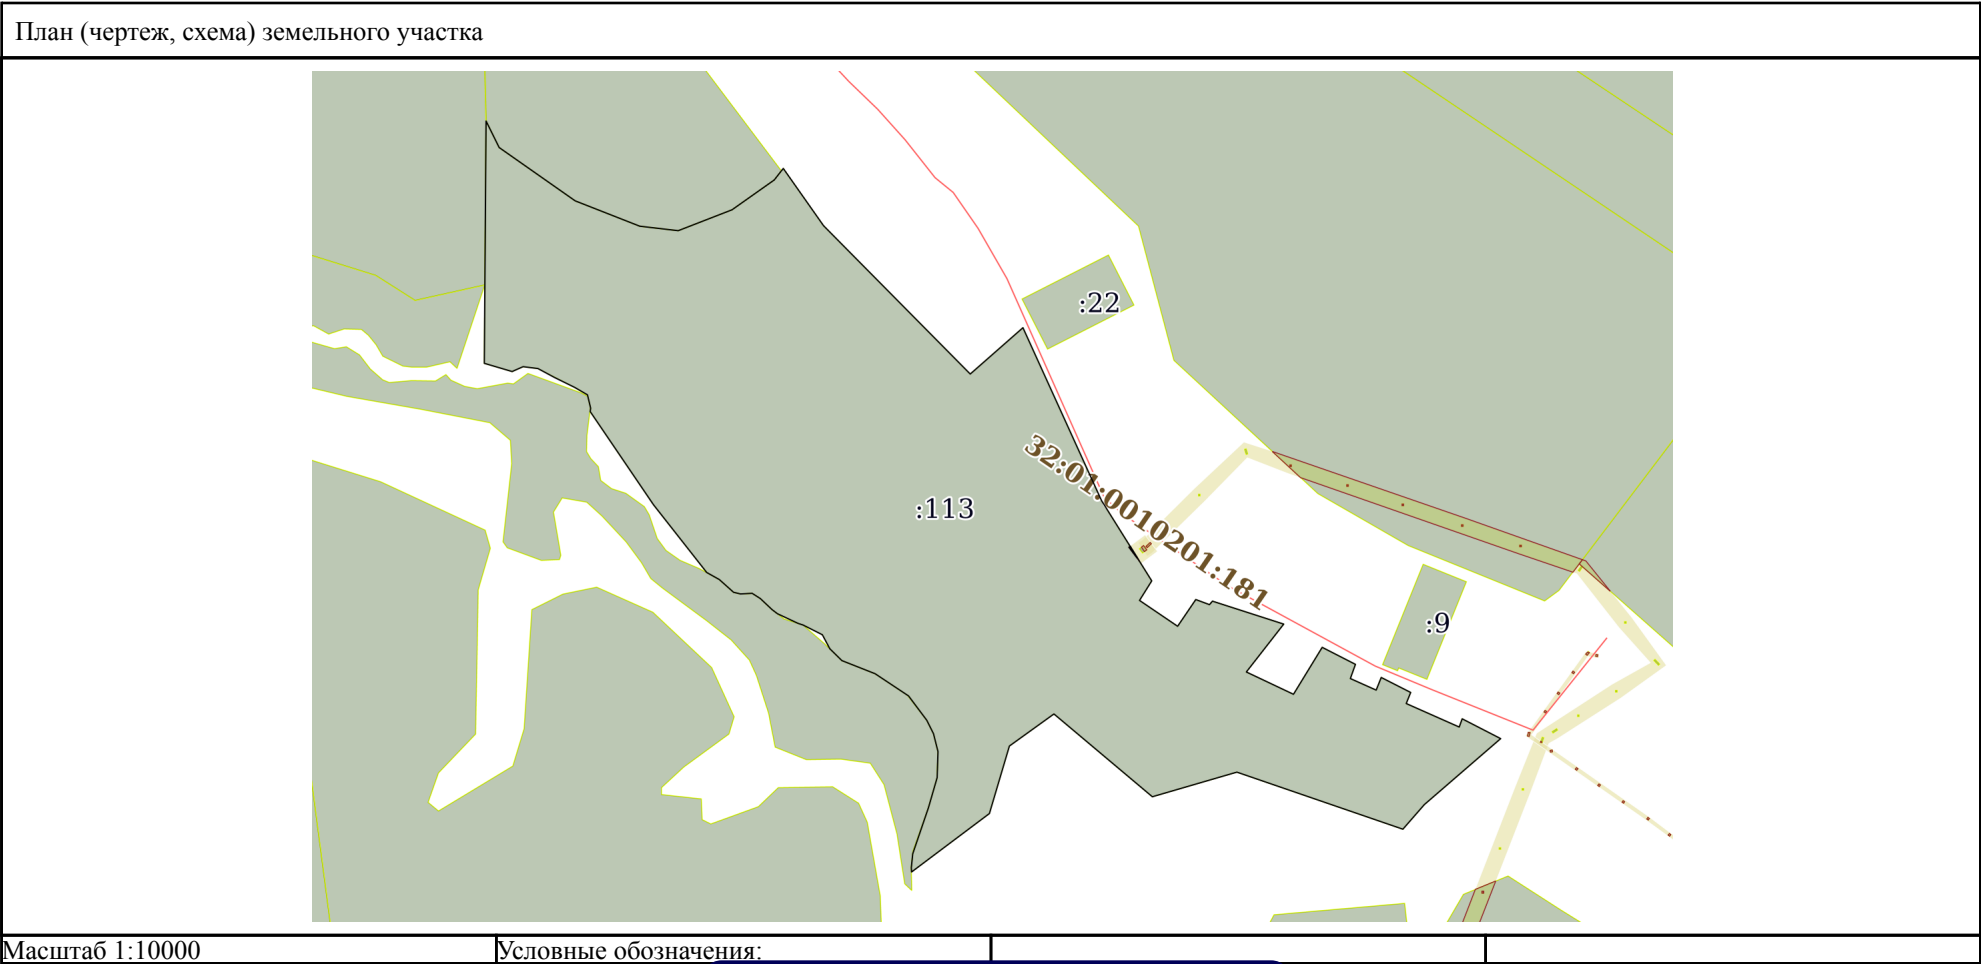 План (чертеж, схема) земельного участка
:22
32:01:0010201:181
:113
:9
Масштаб 1:10000
Условные обозначения: